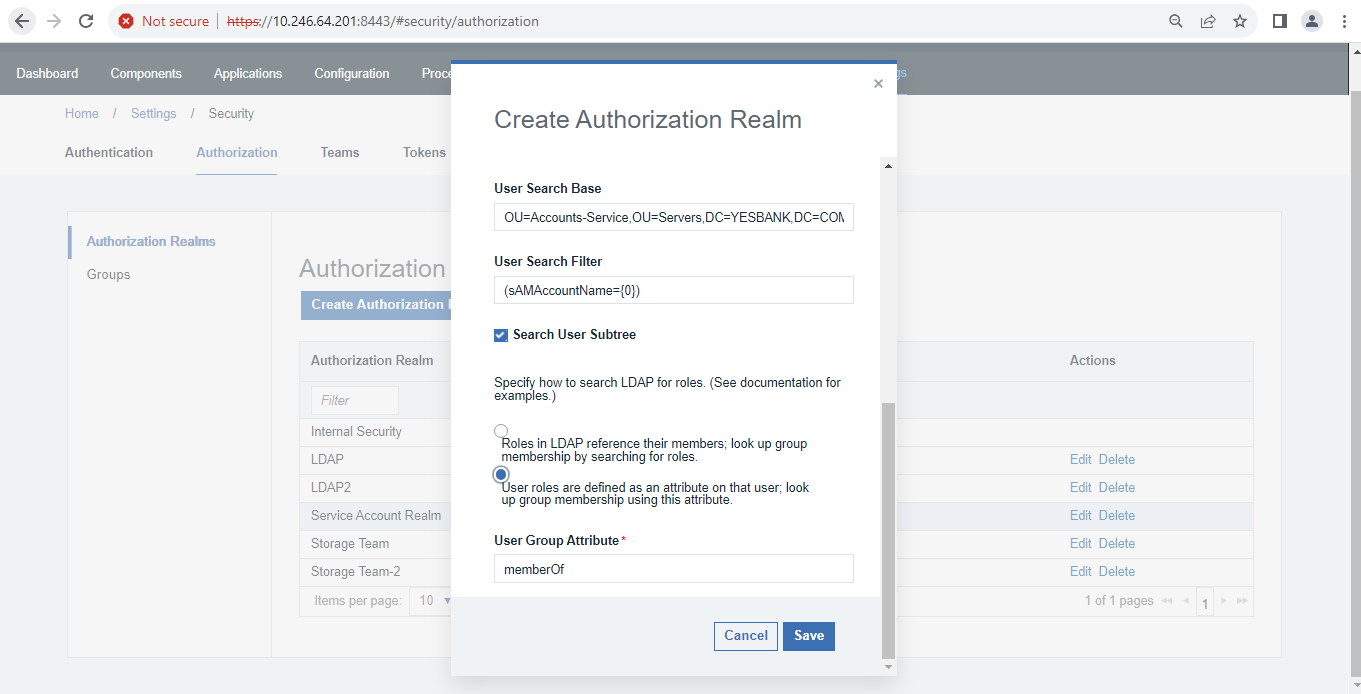 Not secure
https://10.246.64.201:8443/#security/authorization
Dashboard
Components
Applications
Configuration
Proce
gs
Home / Settings / Security
Authentication
Authorization
Teams
Tokens
Authorization Realms
Groups
Authorization
Create Authorization
Authorization Realm
Actions
Filter
Internal Security
LDAP
Edit Delete
LDAP2
Edit Delete
Service Account Realm
Edit Delete
Storage Team
Edit Delete
Storage Team-2
Edit Delete
Items per page: 10
1 of 1 pages
1
×
Create Authorization Realm
User Search Base
OU=Accounts-Service,OU=Servers,DC=YESBANK,DC=COM
User Search Filter
(sAMAccountName={0})
Search User Subtree
Specify how to search LDAP for roles. (See documentation for
examples.)
Roles in LDAP reference their members; look up group
membership by searching for roles.
User roles are defined as an attribute on that user; look
up group membership using this attribute.
User Group Attribute*
memberOf
Cancel
Save